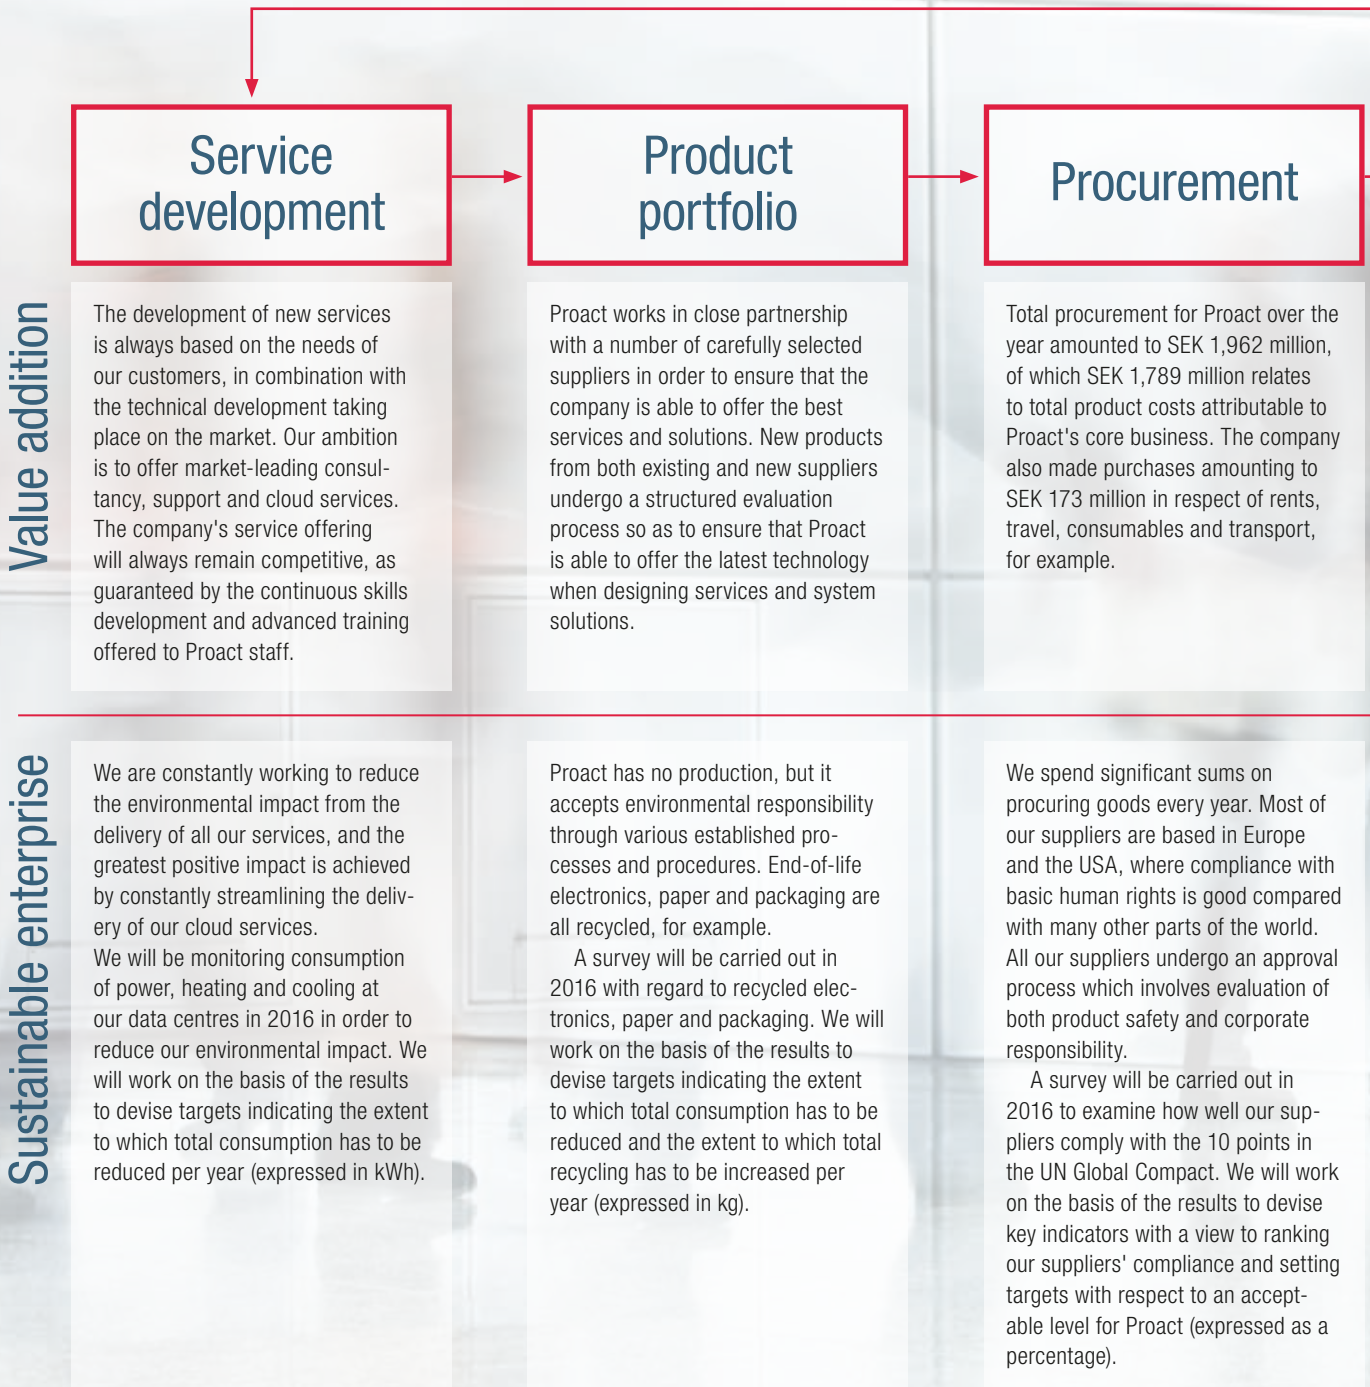 Service
development
Product
portfolio
Procurement
Value addition
The development of new services
is always based on the needs of
our customers, in combination with
the technical development taking
place on the market. Our ambition
is to offer market-leading consul-
tancy, support and cloud services.
The company's service offering
will always remain competitive, as
guaranteed by the continuous skills
development and advanced training
offered to Proact staff.
Proact works in close partnership
with a number of carefully selected
suppliers in order to ensure that the
company is able to offer the best
services and solutions. New products
from both existing and new suppliers
undergo a structured evaluation
process so as to ensure that Proact
is able to offer the latest technology
when designing services and system
solutions.
Total procurement for Proact over the
year amounted to SEK 1,962 million,
of which SEK 1,789 million relates
to total product costs attributable to
Proact's core business. The company
also made purchases amounting to
SEK 173 million in respect of rents,
travel, consumables and transport,
for example.
Sustainable enterprise
We are constantly working to reduce
the environmental impact from the
delivery of all our services, and the
greatest positive impact is achieved
by constantly streamlining the deliv-
ery of our cloud services.
We will be monitoring consumption
of power, heating and cooling at
our data centres in 2016 in order to
reduce our environmental impact. We
will work on the basis of the results
to devise targets indicating the extent
to which total consumption has to be
reduced per year (expressed in kWh).
Proact has no production, but it
accepts environmental responsibility
through various established pro-
cesses and procedures. End-of-life
electronics, paper and packaging are
all recycled, for example.
A survey will be carried out in
2016 with regard to recycled elec-
tronics, paper and packaging. We will
work on the basis of the results to
devise targets indicating the extent
to which total consumption has to be
reduced and the extent to which total
recycling has to be increased per
year (expressed in kg).
We spend significant sums on
procuring goods every year. Most of
our suppliers are based in Europe
and the USA, where compliance with
basic human rights is good compared
with many other parts of the world.
All our suppliers undergo an approval
process which involves evaluation of
both product safety and corporate
responsibility.
A survey will be carried out in
2016 to examine how well our sup-
pliers comply with the 10 points in
the UN Global Compact. We will work
on the basis of the results to devise
key indicators with a view to ranking
our suppliers' compliance and setting
targets with respect to an accept-
able level for Proact (expressed as a
percentage).